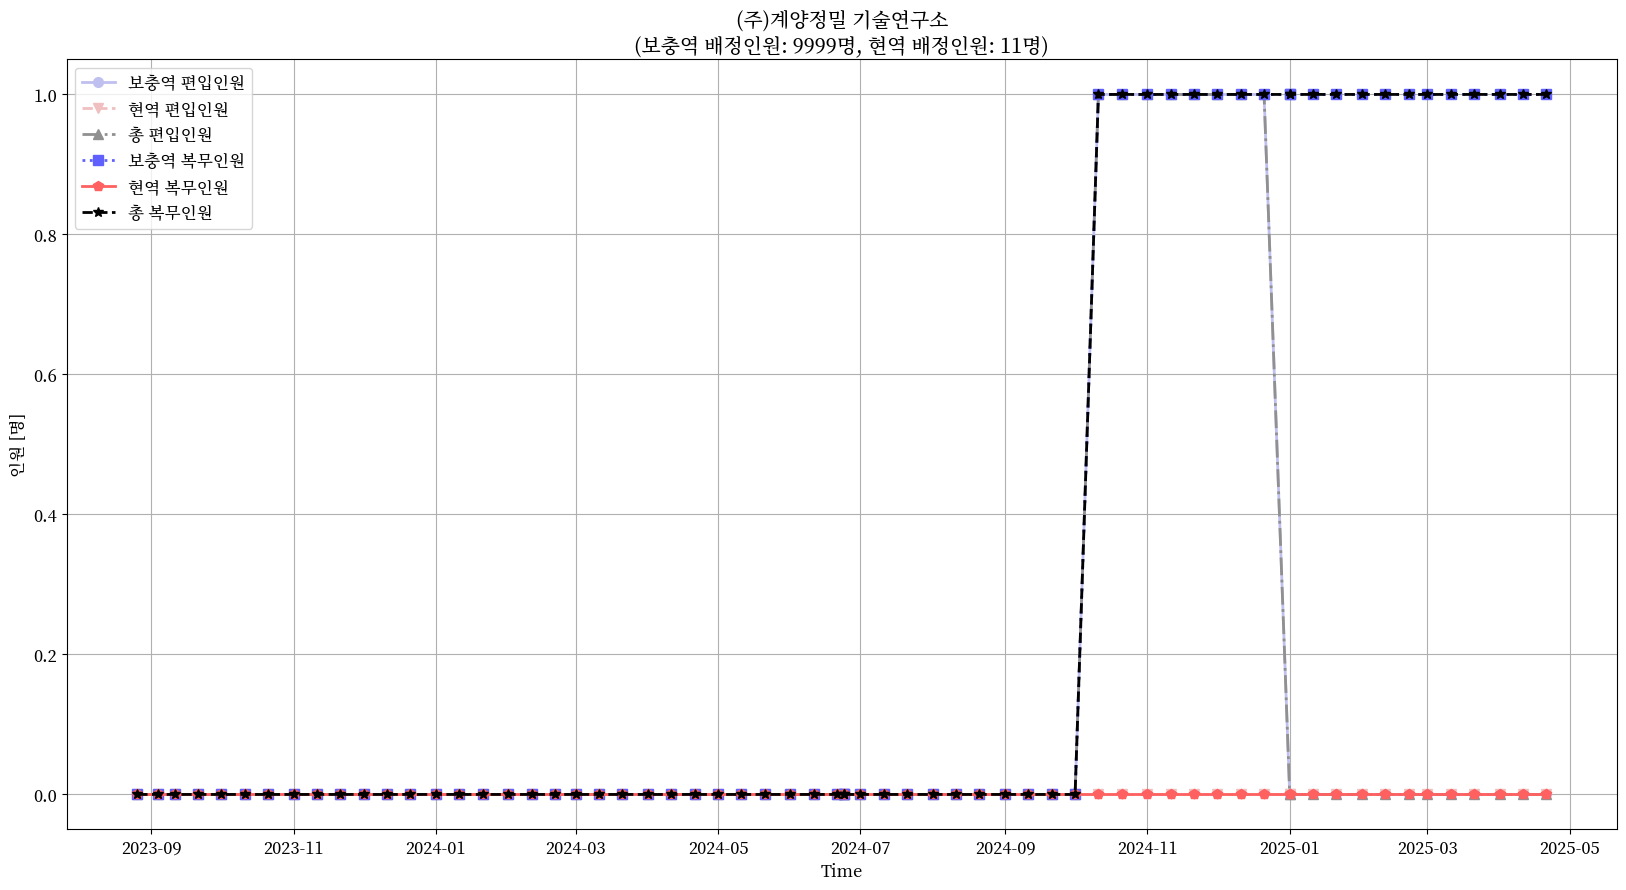 (주)계양정밀 기술연구소
(보충역 배정인원: 9999명, 현역 배정인원: 11명)
보충역 편입인원
현역 편입인원
총 편입인원
보충역 복무인원
현역 복무인원
총 복무인원
인원 [명]
1.0
0.8
0.6
0.4
0.2
0.0
2023-09
2023-11
2024-01
2024-03
2024-05
2024-07
2024-09
2024-11
2025-01
2025-03
2025-05
Time